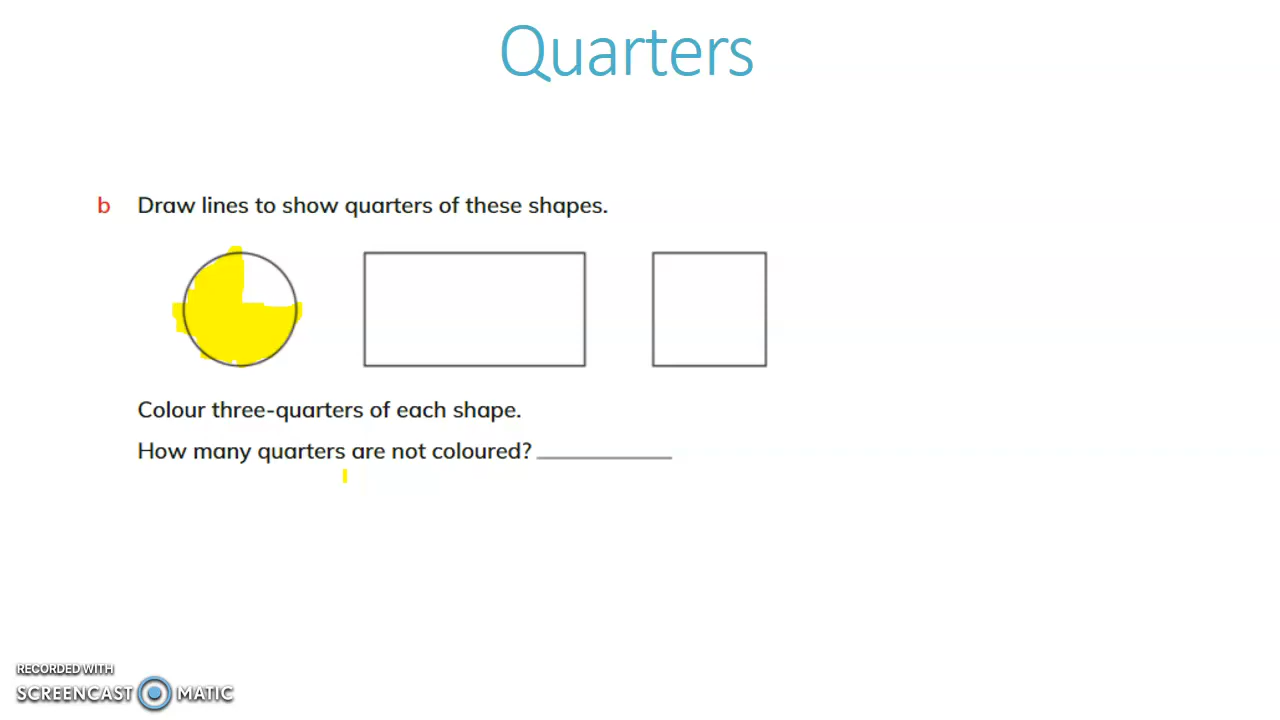 Quarters
b Draw lines to show quarters of these shapes.
Colour three-quarters of each shape.
How many quarters are not coloured?
RECORDED WITH
SCREENCAST MATIC